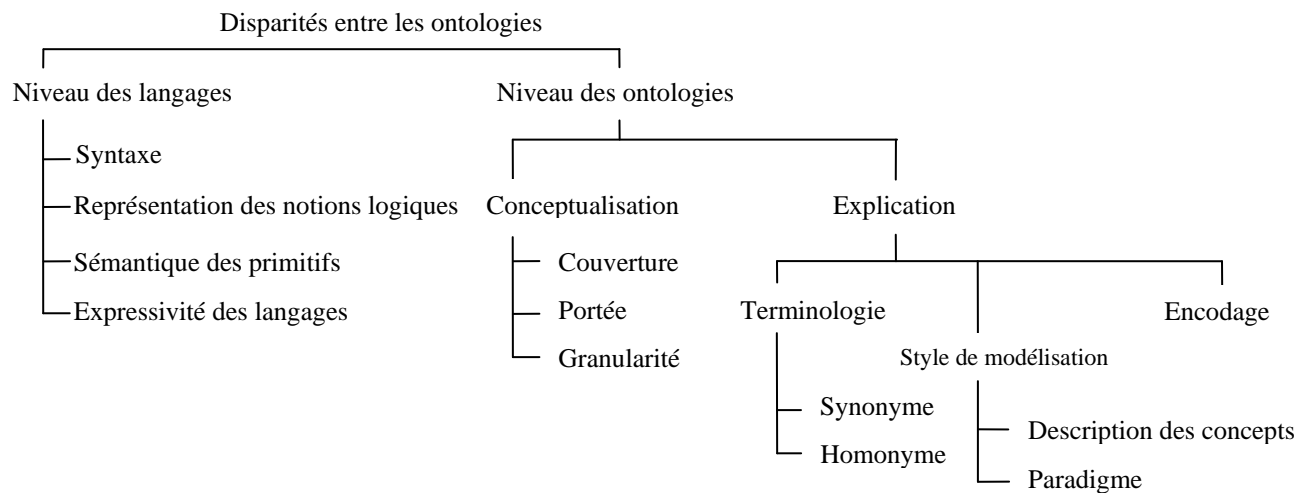 Disparités entre les ontologies
Niveau des langages
Niveau des ontologies
Syntaxe
Représentation des notions logiques
Sémantique des primitifs
Expressivité des langages
Conceptualisation
Couverture
Portée
Granularité
Explication
Terminologie
Synonyme
Homonyme
Style de modélisation
Description des concepts
Paradigme
Encodage